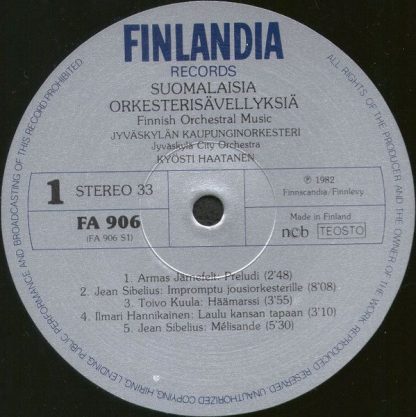 FINLANDIA
RECORDS
SUOMALAISIA
ORKESTERISÄVELLYKSIÄ
Finnish Orchestral Music
JYVÄSKYLÄN KAUPUNGINORKESTERI
Jyväskylä City Orchestra
KYÖSTI HAATANEN
1 STEREO 33
FA 906
(FA 906 S1)
℗ 1982
Finnscandia/Finnlevy
Made in Finland
ncb TEOSTO
1. Armas Järnefelt: Preludi (2'48)
2. Jean Sibelius: Impromptu jousiorkesterille (8'08)
3. Toivo Kuula: Häämarssi (3'55)
4. Ilmari Hannikainen: Laulu kansan tapaan (3'10)
5. Jean Sibelius: Mélisande (5'30)
ALL RIGHTS OF THE PRODUCER AND THE OWNER OF THE WORK REPRODUCED RESERVED. UNAUTHORIZED COPYING, HIRING, LENDING, PUBLIC PERFORMANCE AND BROADCASTING OF THIS RECORD PROHIBITED